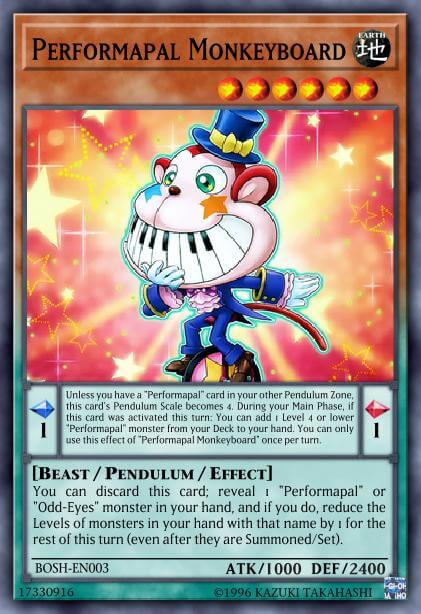 PERFORMAPAL MONKEYBOARD
EARTH
地
Unless you have a "Performapal" card in your other Pendulum Zone,
this card's Pendulum Scale becomes 4. During your Main Phase, if
this card was activated this turn: You can add 1 Level 4 or lower
"Performapal" monster from your Deck to your hand. You can only
use this effect of "Performapal Monkeyboard" once per turn.
1
1
[BEAST / PENDULUM / EFFECT]
You can discard this card; reveal 1 "Performapal" or
"Odd-Eyes" monster in your hand, and if you do, reduce the
Levels of monsters in your hand with that name by 1 for the
rest of this turn (even after they are Summoned/Set).
BOSH-EN003
ATK/1000 DEF/2400
17330916
©1996 KAZUKI TAKAHASHI